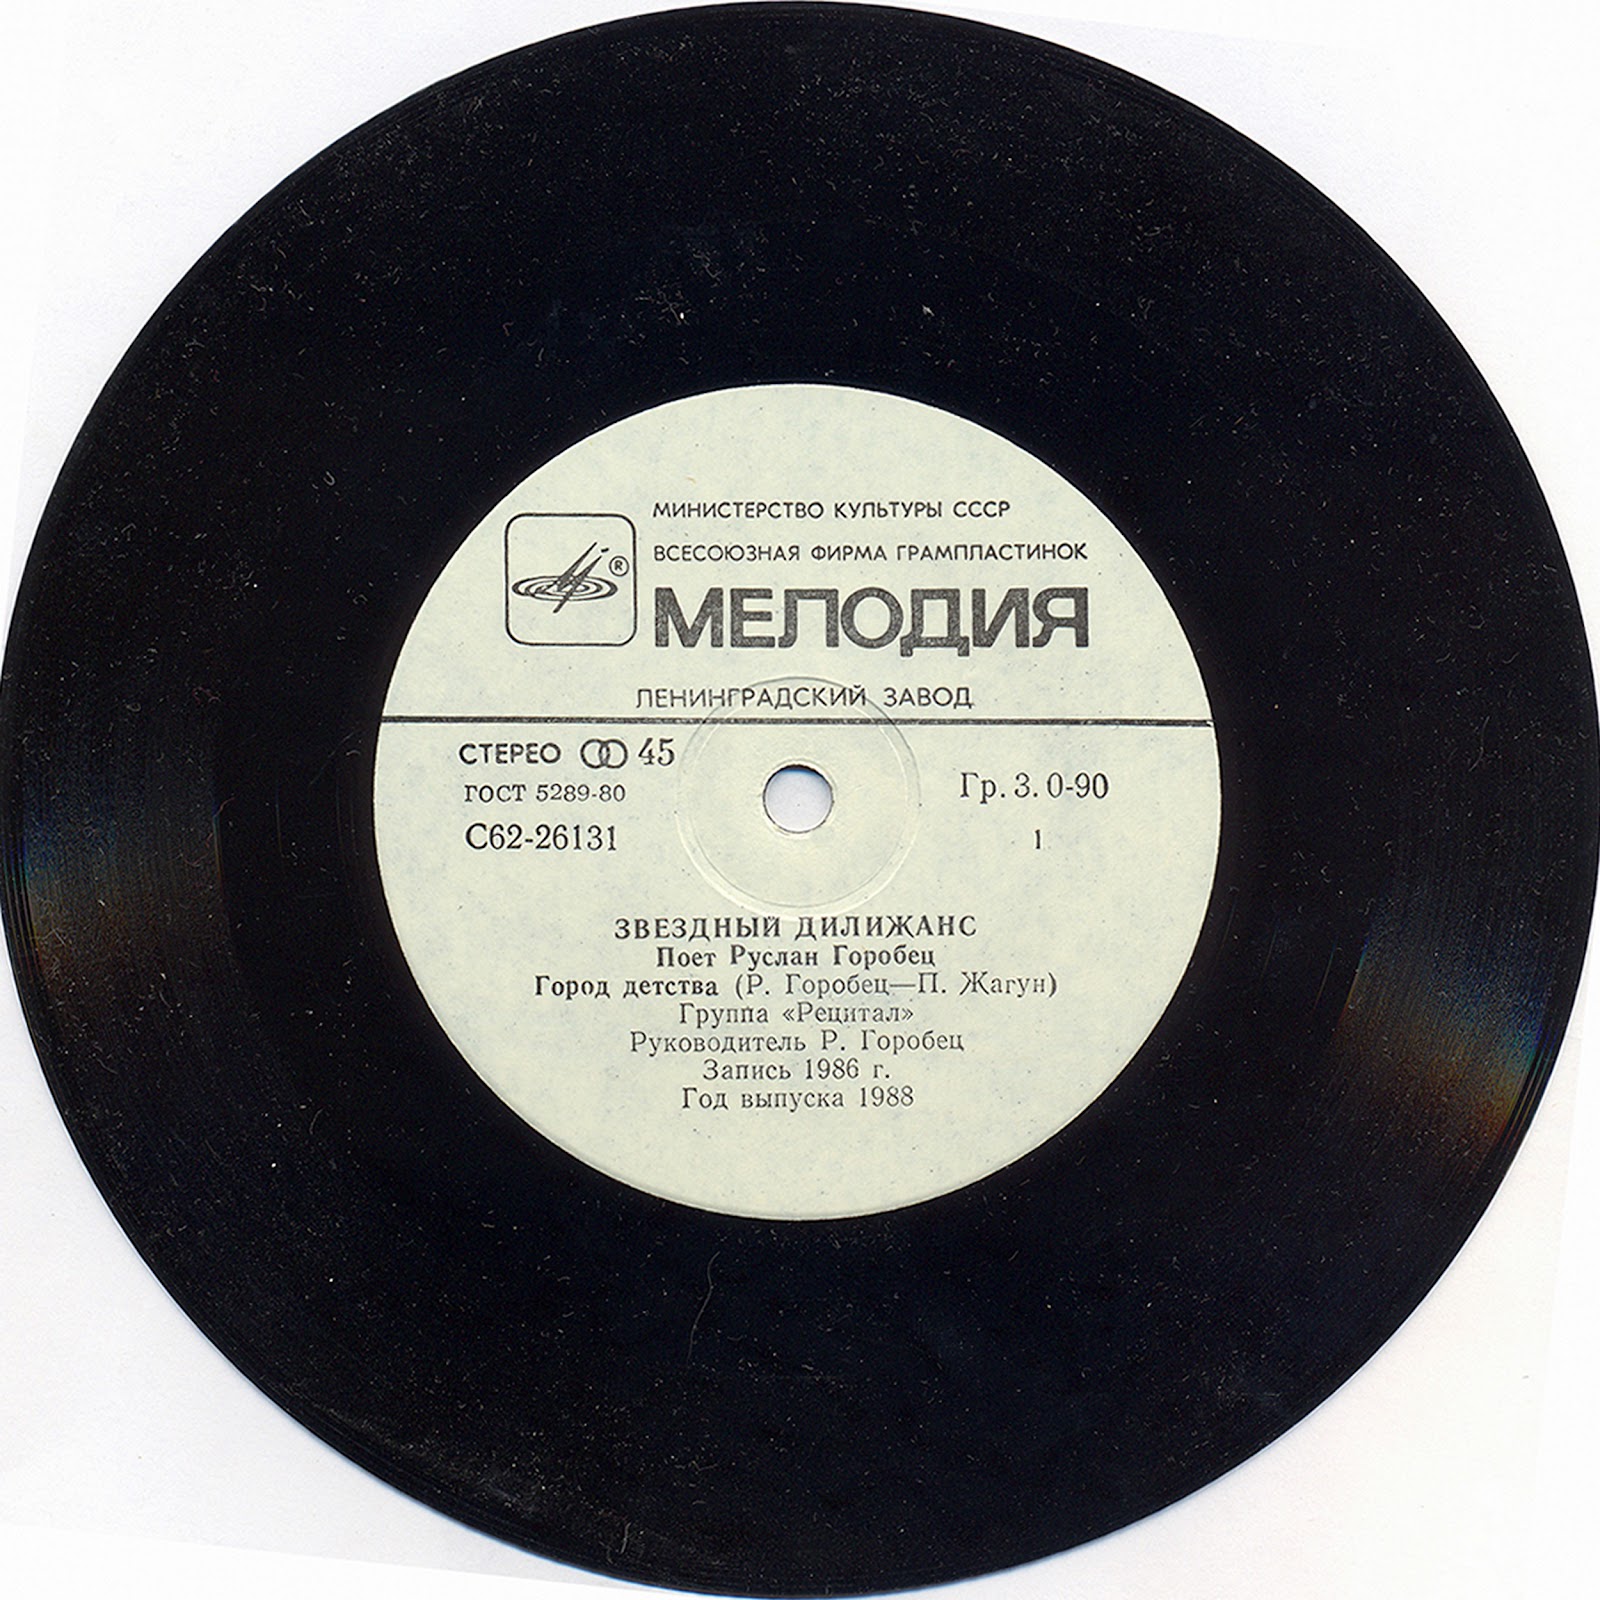 МИНИСТЕРСТВО КУЛЬТУРЫ СССР
ВСЕСОЮЗНАЯ ФИРМА ГРАМПЛАСТИНОК
®
МЕЛОДИЯ
ЛЕНИНГРАДСКИЙ ЗАВОД
СТЕРЕО 45
ГОСТ 5289-80
Гр. 3. 0-90
С62-26131
1
ЗВЕЗДНЫЙ ДИЛИЖАНС
Поет Руслан Горобец
Город детства (Р. Горобец—П. Жагун)
Группа «Рецитал»
Руководитель Р. Горобец
Запись 1986 г.
Год выпуска 1988